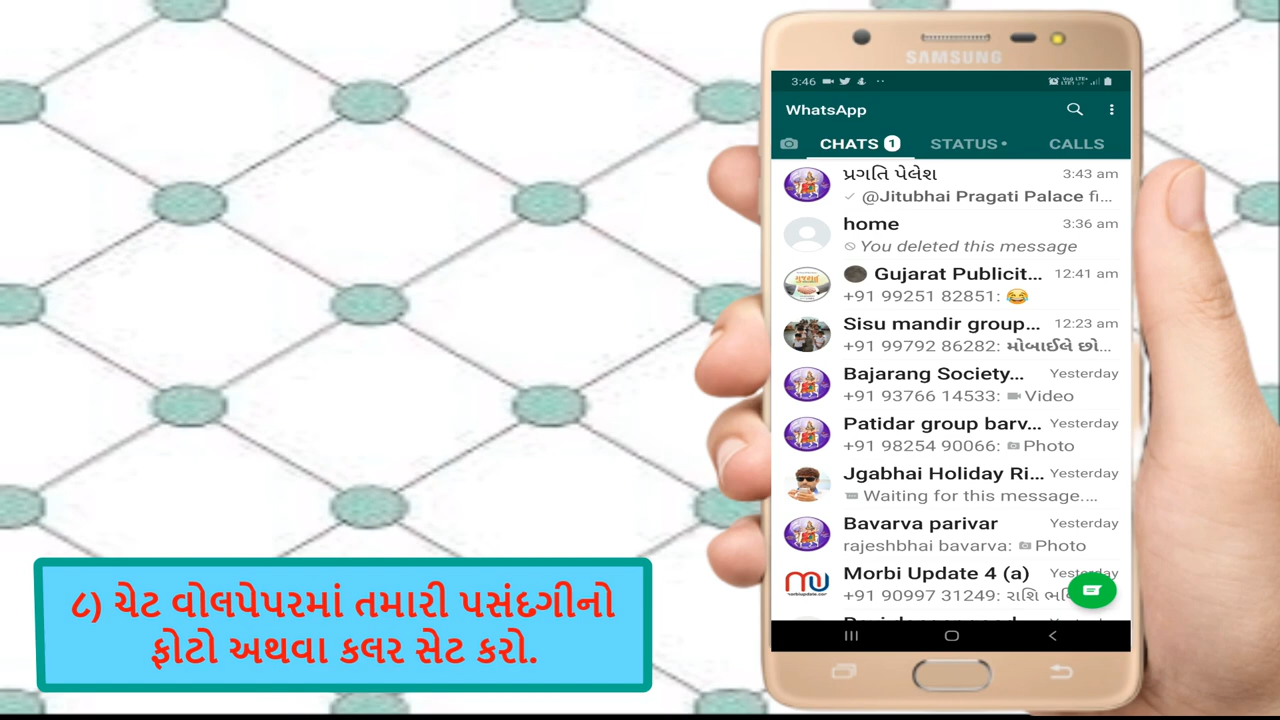 SAMSUNG
3:46
WhatsApp
CHATS 1 STATUS CALLS
પ્રગતિ પેલેશ 3:43 am
@Jitubhai Pragati Palace fi...
home 3:36 am
You deleted this message
Gujarat Publicit... 12:41 am
+91 99251 82851: 😂
Sisu mandir group... 12:23 am
+91 99792 86282: મોબાઈલે છો...
Bajarang Society... Yesterday
+91 93766 14533: Video
Patidar group barv... Yesterday
+91 98254 90066: Photo
Jgabhai Holiday Ri... Yesterday
Waiting for this message....
Bavarva parivar Yesterday
rajeshbhai bavarva: Photo
Morbi Update 4 (a) Yesterday
+91 90997 31249: રાશિ
૮) ચેટ વોલપેપરમાં તમારી પસંદગીનો
ફોટો અથવા કલર સેટ કરો.